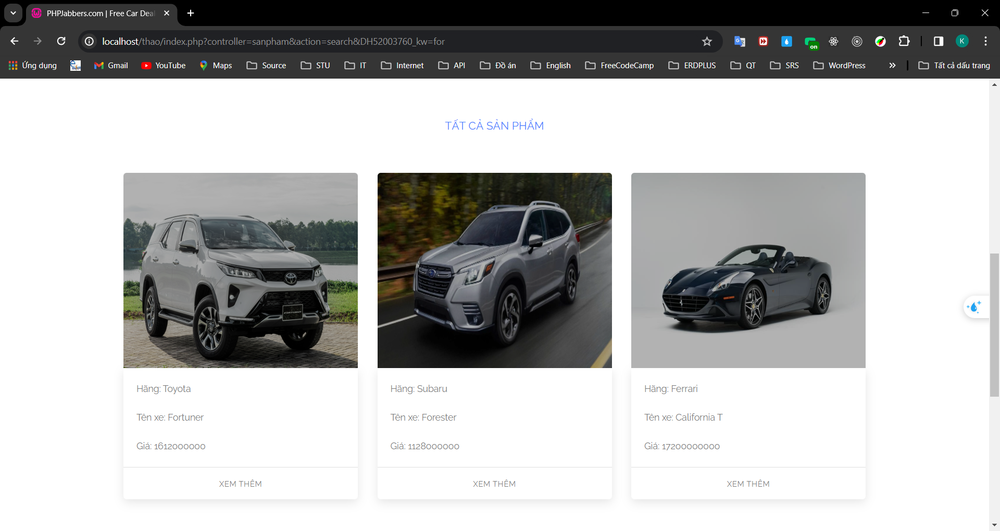 PHPJabbers.com | Free Car Deal
localhost/thao/index.php?controller=sanpham&action=search&DH52003760_kw=for
on
K
Ứng dụng
Gmail
YouTube
Maps
Source
STU
IT
Internet
API
Đồ án
English
FreeCodeCamp
ERDPLUS
QT
SRS
WordPress
Tất cả dấu trang
TẤT CẢ SẢN PHẨM
FORTUNER
Hãng: Toyota
Tên xe: Fortuner
Giá: 1612000000
XEM THÊM
Hãng: Subaru
Tên xe: Forester
Giá: 1128000000
XEM THÊM
Hãng: Ferrari
Tên xe: California T
Giá: 17200000000
XEM THÊM